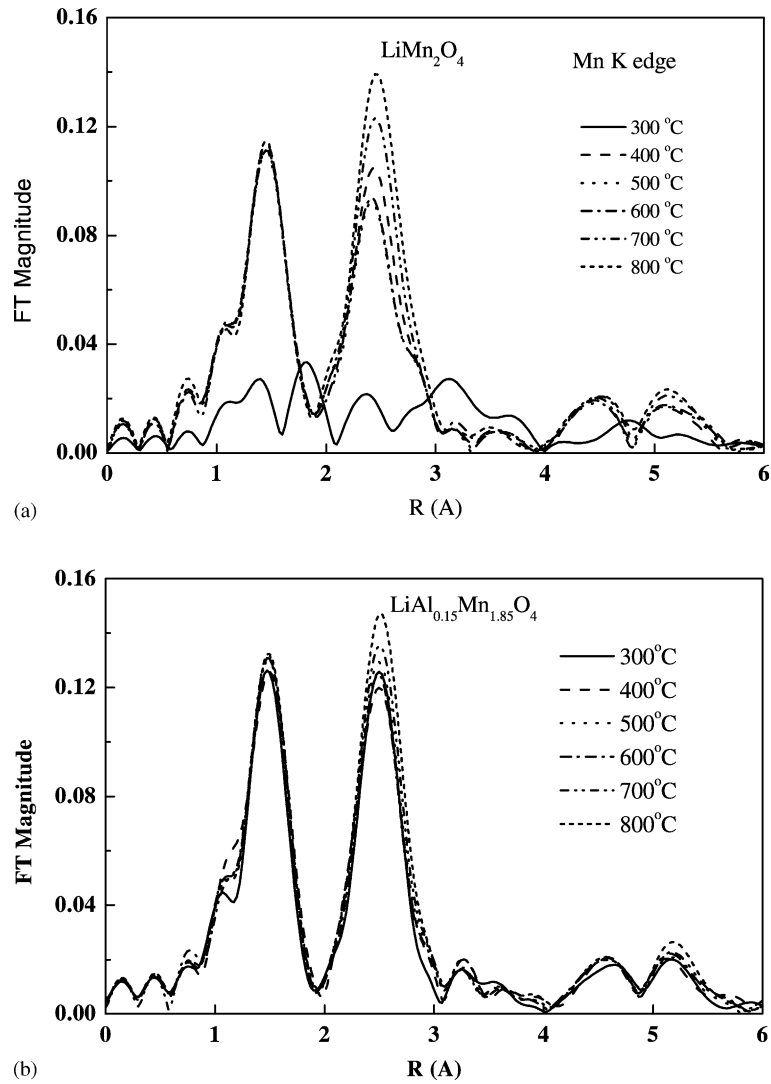 0.16
LiMn₂O₄
Mn K edge
0.12
300 °C
400 °C
500 °C
600 °C
700 °C
800 °C
0.08
FT Magnitude
0.04
0.00
0 1 2 3 4 5 6
(a)
R (A)
0.16
LiAl₀.₁₅Mn₁.₈₅O₄
300°C
0.12
400°C
500°C
600°C
700°C
800°C
0.08
FT Magnitude
0.04
0.00
0 1 2 3 4 5 6
(b)
R (A)